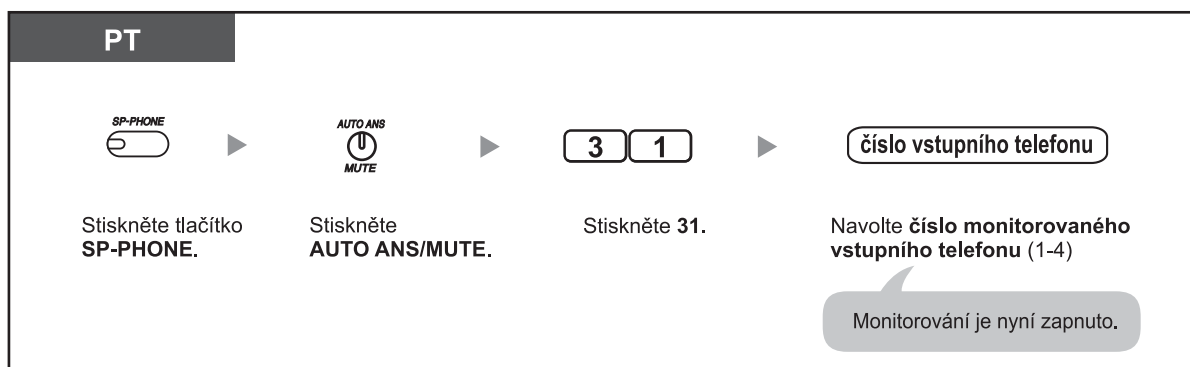 PT
SP-PHONE
AUTO ANS
MUTE
3 1
číslo vstupního telefonu
Stiskněte tlačítko
SP-PHONE.
Stiskněte
AUTO ANS/MUTE.
Stiskněte 31.
Navolte číslo monitorovaného
vstupního telefonu (1-4)
Monitorování je nyní zapnuto.